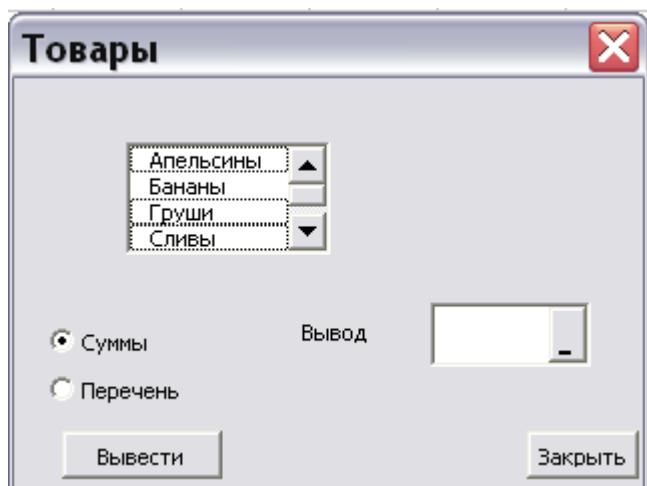 Товары
Апельсины
Бананы
Груши
Сливы
Суммы
Вывод
Перечень
Вывести
Закрыть